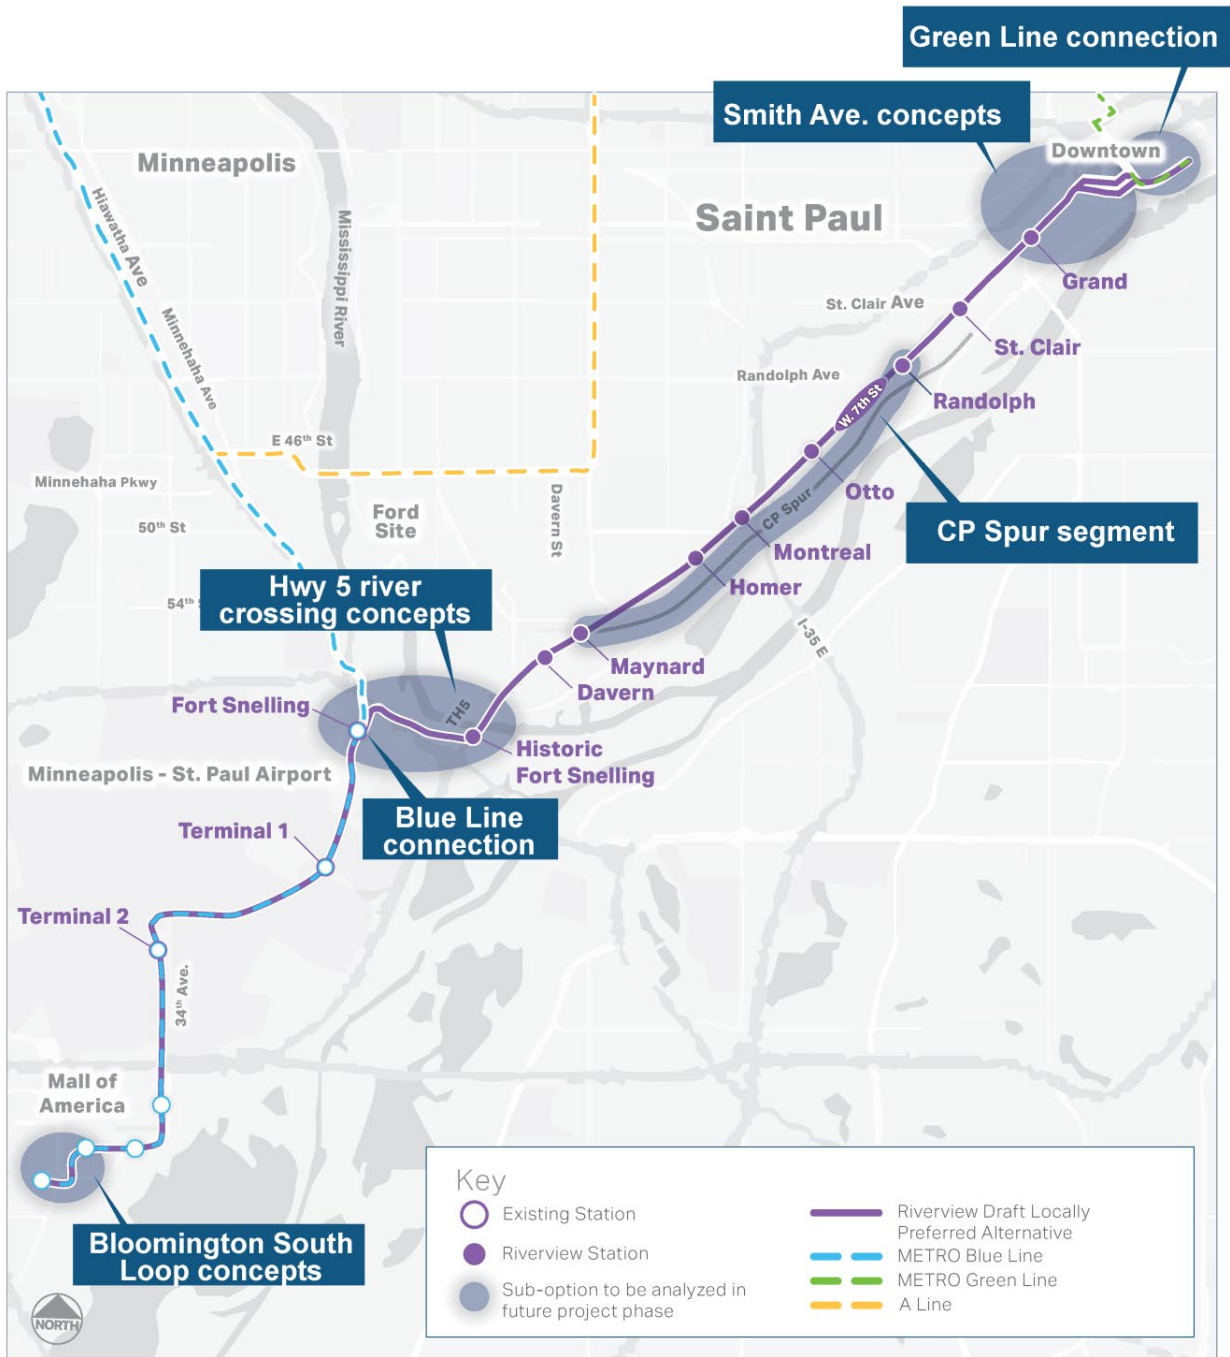 Green Line connection
Smith Ave. concepts
Downtown
Minneapolis
Saint Paul
Hiawatha Ave
Mississippi River
Grand
St. Clair Ave
Minnehaha Ave
St. Clair
Randolph Ave
Randolph
W. 7th St
E 46th St
Minnehaha Pkwy
Otto
Davern St
CP Spur
Ford
Site
50th St
CP Spur segment
Montreal
Homer
Hwy 5 river
crossing concepts
54th
I-35 E
Maynard
Davern
Fort Snelling
TH5
Historic
Fort Snelling
Minneapolis - St. Paul Airport
Blue Line
connection
Terminal 1
Terminal 2
34th Ave.
Mall of
America
Bloomington South
Loop concepts
Key
Existing Station
Riverview Station
Sub-option to be analyzed in
future project phase
Riverview Draft Locally
Preferred Alternative
METRO Blue Line
METRO Green Line
A Line
NORTH